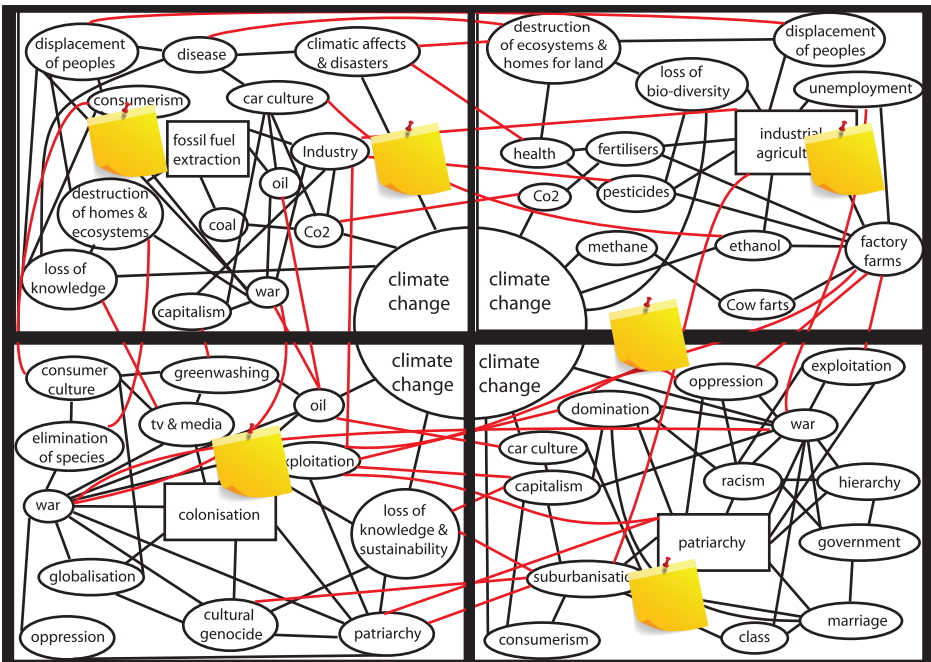 displacement
of peoples
disease
climatic affects
& disasters
consumerism
car culture
fossil fuel
extraction
Industry
oil
destruction
of homes &
ecosystems
coal
Co2
loss of
knowledge
war
capitalism
climate
change
destruction
of ecosystems &
homes for land
displacement
of peoples
loss of
bio-diversity
unemployment
industrial
health
fertilisers
Co2
pesticides
methane
ethanol
factory
farms
climate
change
Cow farts
consumer
culture
greenwashing
climate
change
oil
tv & media
elimination
of species
xploitation
war
colonisation
loss of
knowledge &
sustainability
globalisation
cultural
genocide
oppression
patriarchy
climate
change
oppression
exploitation
domination
war
car culture
capitalism
racism
hierarchy
patriarchy
government
suburbanisatio
consumerism
class
marriage